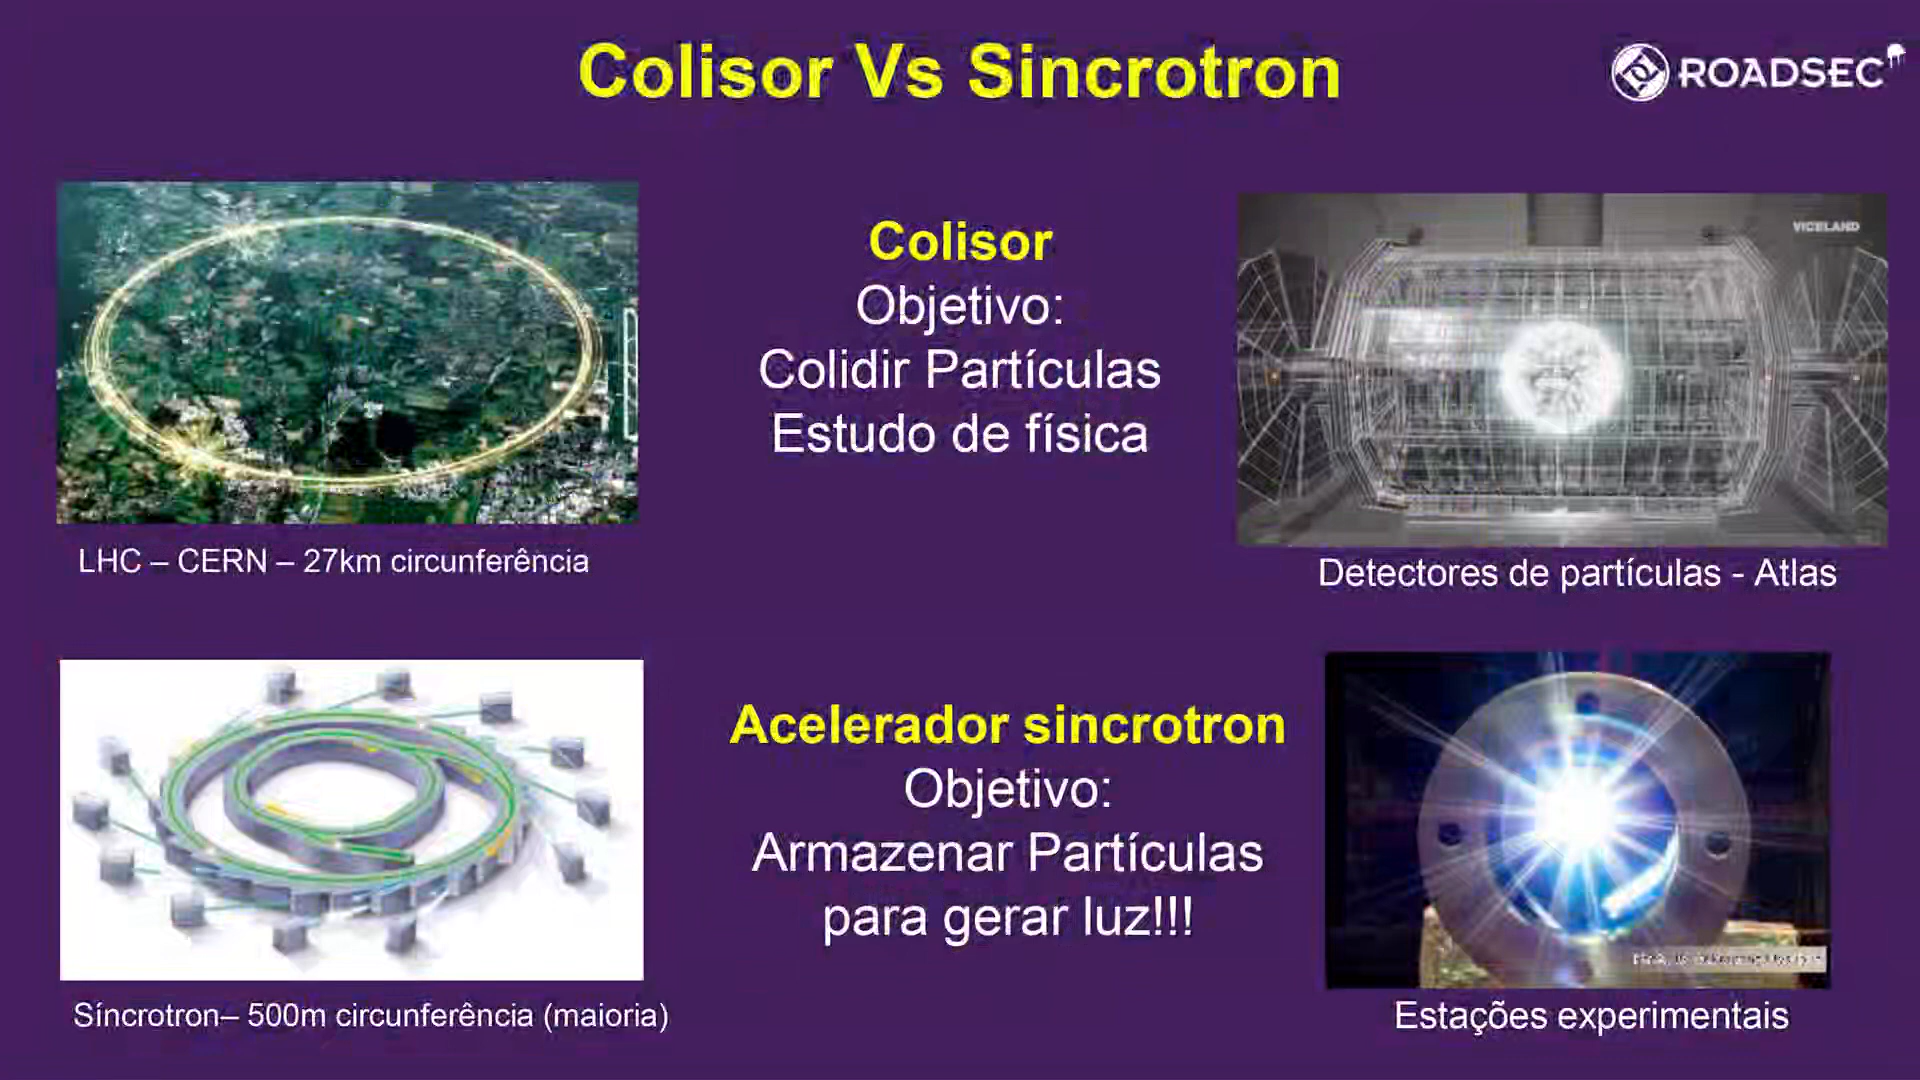 Colisor Vs Sincrotron
ROADSEC
VICELAND
Colisor
Objetivo:
Colidir Partículas
Estudo de física
LHC – CERN – 27km circunferência
Detectores de partículas - Atlas
Acelerador sincrotron
Objetivo:
Armazenar Partículas
para gerar luz!!!
Síncrotron– 500m circunferência (maioria)
Estações experimentais